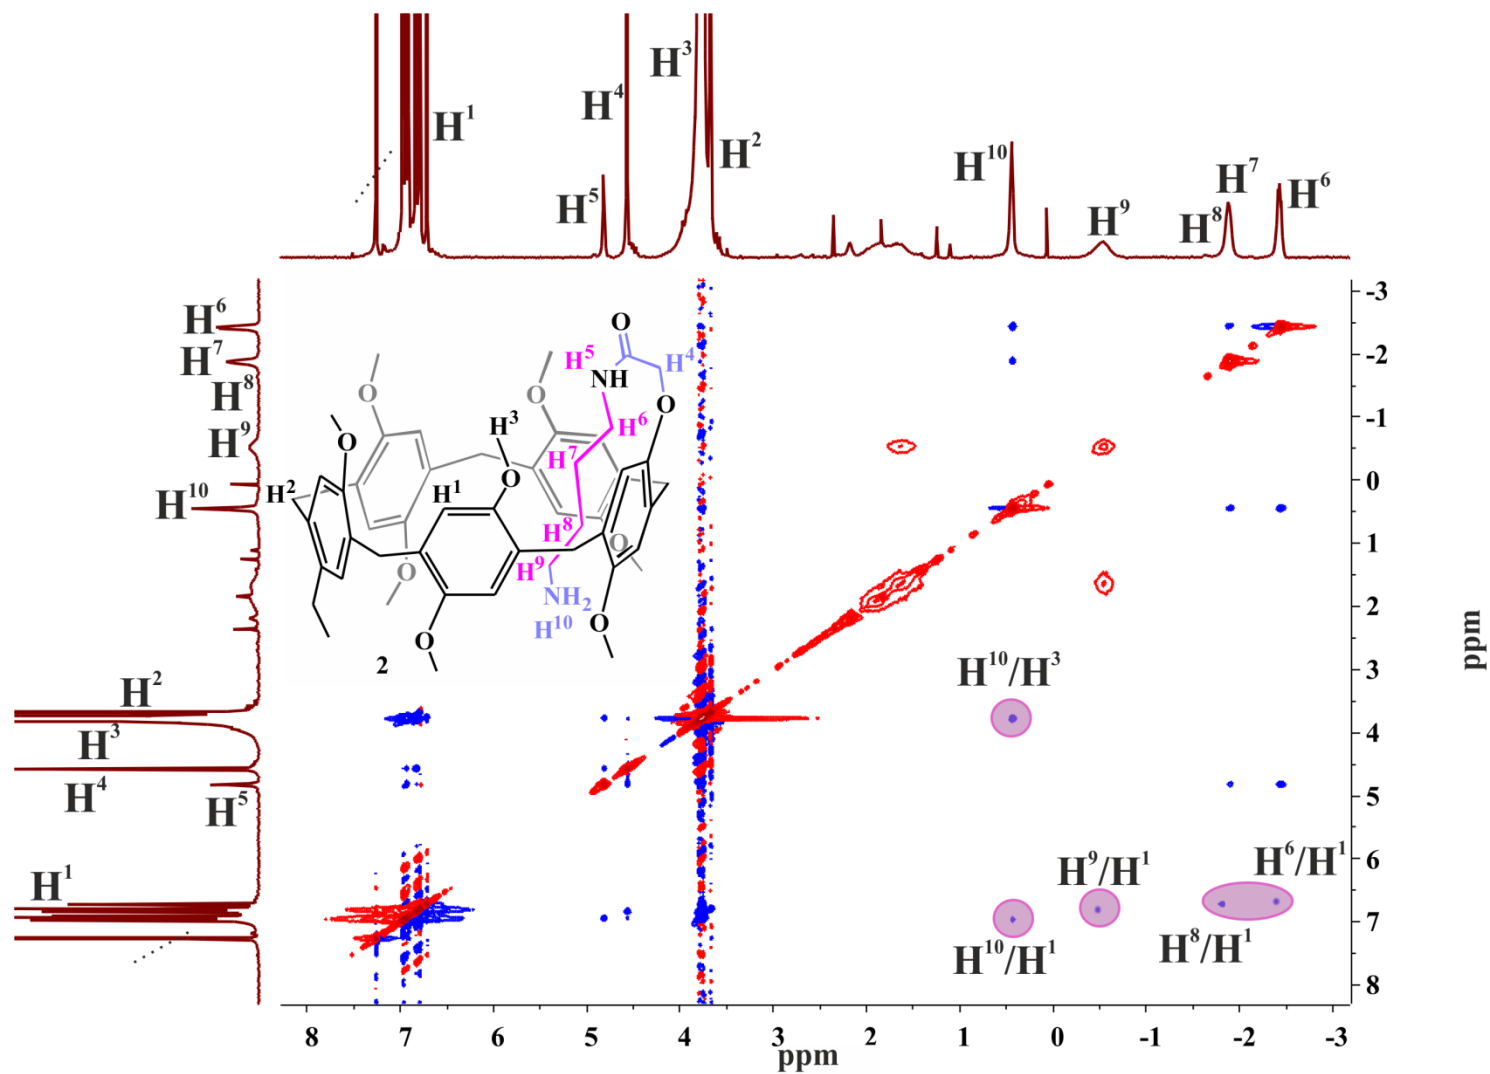 H³
H⁴
H¹
H²
H¹⁰
H⁷
H⁶
H⁵
H⁹
H⁸
-3
H⁶
O
H⁷
-2
H⁵
H⁴
NH
H⁸
O
O
O
-1
H³
H⁶
O
H⁹
H⁷
0
O
H²
H¹
H¹⁰
H⁸
O
1
O
H⁹
NH₂
O
O
H¹⁰
2
O
2
3
H¹⁰/H³
ppm
H²
4
H³
H⁴
H⁵
5
6
H⁶/H¹
H⁹/H¹
H¹
7
H¹⁰/H¹
H⁸/H¹
8
8 7 6 5 4 3 2 1 0 -1 -2 -3
ppm